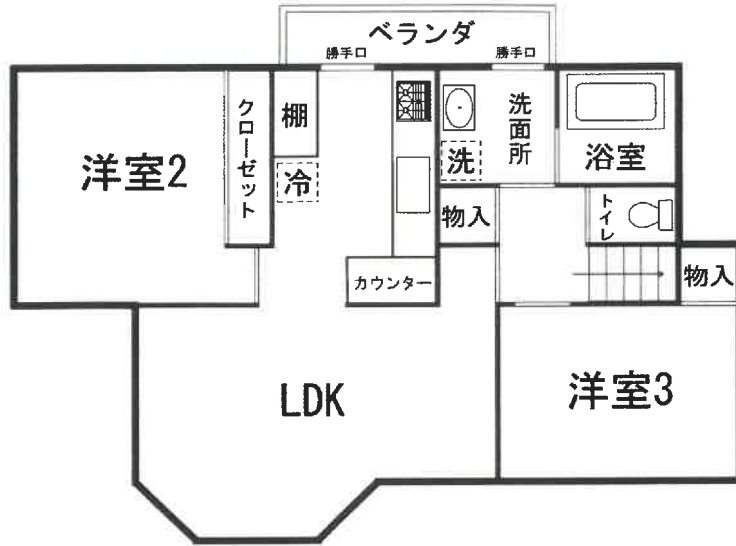 ベランダ
勝手口
勝手口
洋室2
クローゼット
棚
冷
洗面所
洗
浴室
物入
トイレ
カウンター
物入
LDK
洋室3